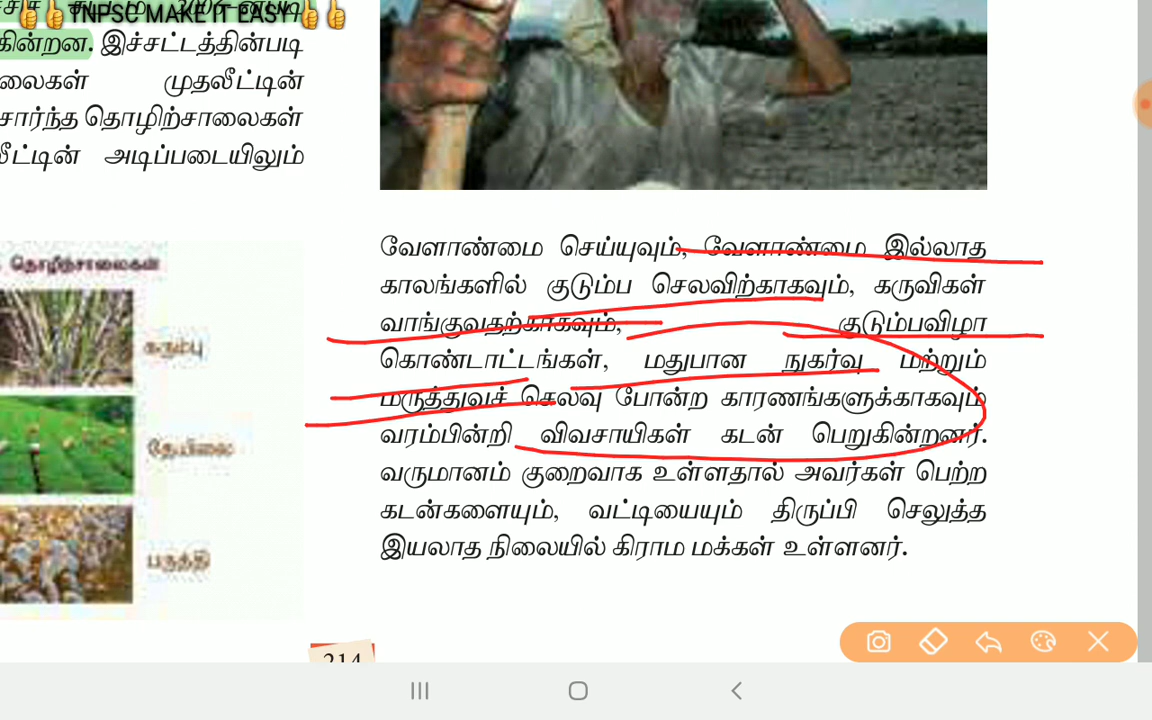 TNPSC MAKE IT EASY
2006-ன்படி
கின்றன. இச்சட்டத்தின்படி
லைகள் முதலீட்டின்
சார்ந்த தொழிற்சாலைகள்
லீட்டின் அடிப்படையிலும்
தொழிற்சாலைகள்
கரும்பு
தேயிலை
பருத்தி
வேளாண்மை செய்யுவும், வேளாண்மை இல்லாத
காலங்களில் குடும்ப செலவிற்காகவும், கருவிகள்
வாங்குவதற்காகவும், குடும்பவிழா
கொண்டாட்டங்கள், மதுபான நுகர்வு மற்றும்
மருத்துவச் செலவு போன்ற காரணங்களுக்காகவும்
வரம்பின்றி விவசாயிகள் கடன் பெறுகின்றனர்.
வருமானம் குறைவாக உள்ளதால் அவர்கள் பெற்ற
கடன்களையும், வட்டியையும் திருப்பி செலுத்த
இயலாத நிலையில் கிராம மக்கள் உள்ளனர்.
214